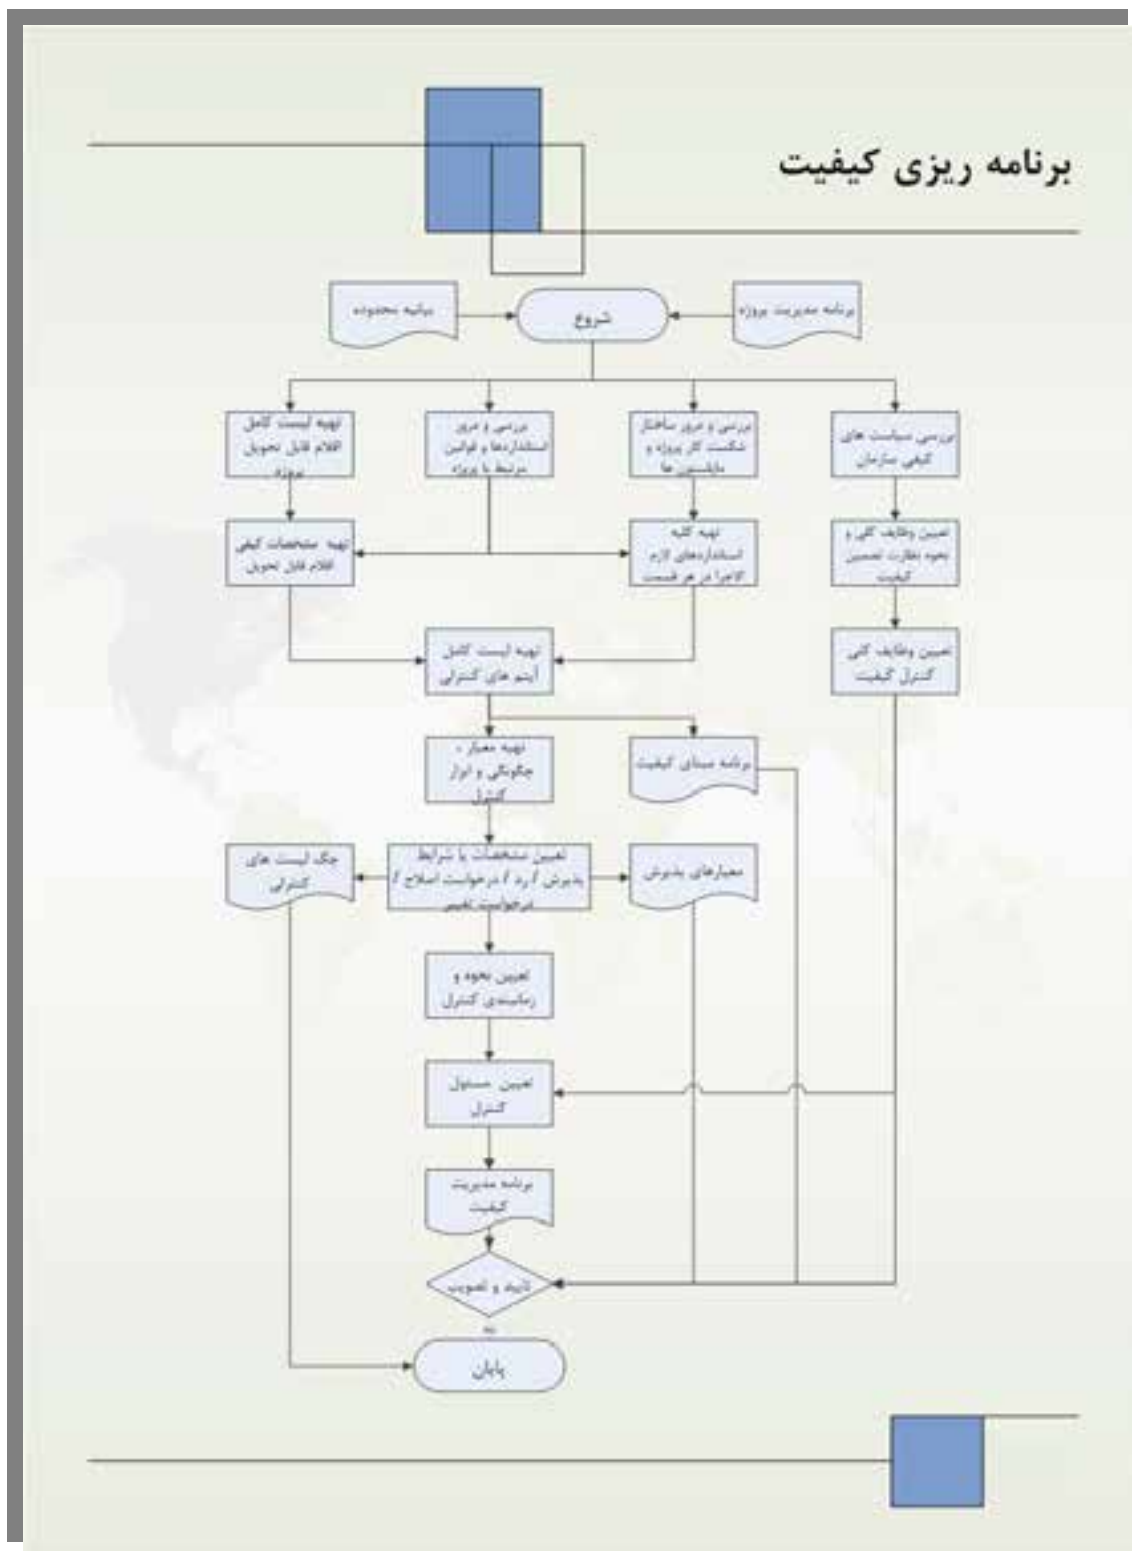 برنامه ریزی کیفیت
برنامه مدیریت پروژه
شروع
بیانیه محدوده
بررسی سیاست های
کیفی سازمان
بررسی و مرور ساختار
شکست کار پروژه و
مایلستون ها
بررسی و مرور
استانداردها و قوانین
مرتبط با پروژه
تهیه لیست کامل
اقلام قابل تحویل
پروژه
تعیین وظایف کلی و
نحوه نظارت تضمین
کیفیت
تهیه کلیه
استانداردهای لازم
الاجرا در هر قسمت
تهیه مشخصات کیفی
اقلام قابل تحویل
تعیین وظایف کلی
کنترل کیفیت
تهیه لیست کامل
آیتم های کنترلی
برنامه مبنای کیفیت
تهیه معیار ،
چگونگی و ابزار
کنترل
معیارهای پذیرش
تعیین مشخصات یا شرایط
پذیرش / رد / درخواست اصلاح /
درخواست تغییر
چک لیست های
کنترلی
تعیین نحوه و
زمانبندی کنترل
تعیین مسئول
کنترل
برنامه مدیریت
کیفیت
تایید و تصویب
پایان